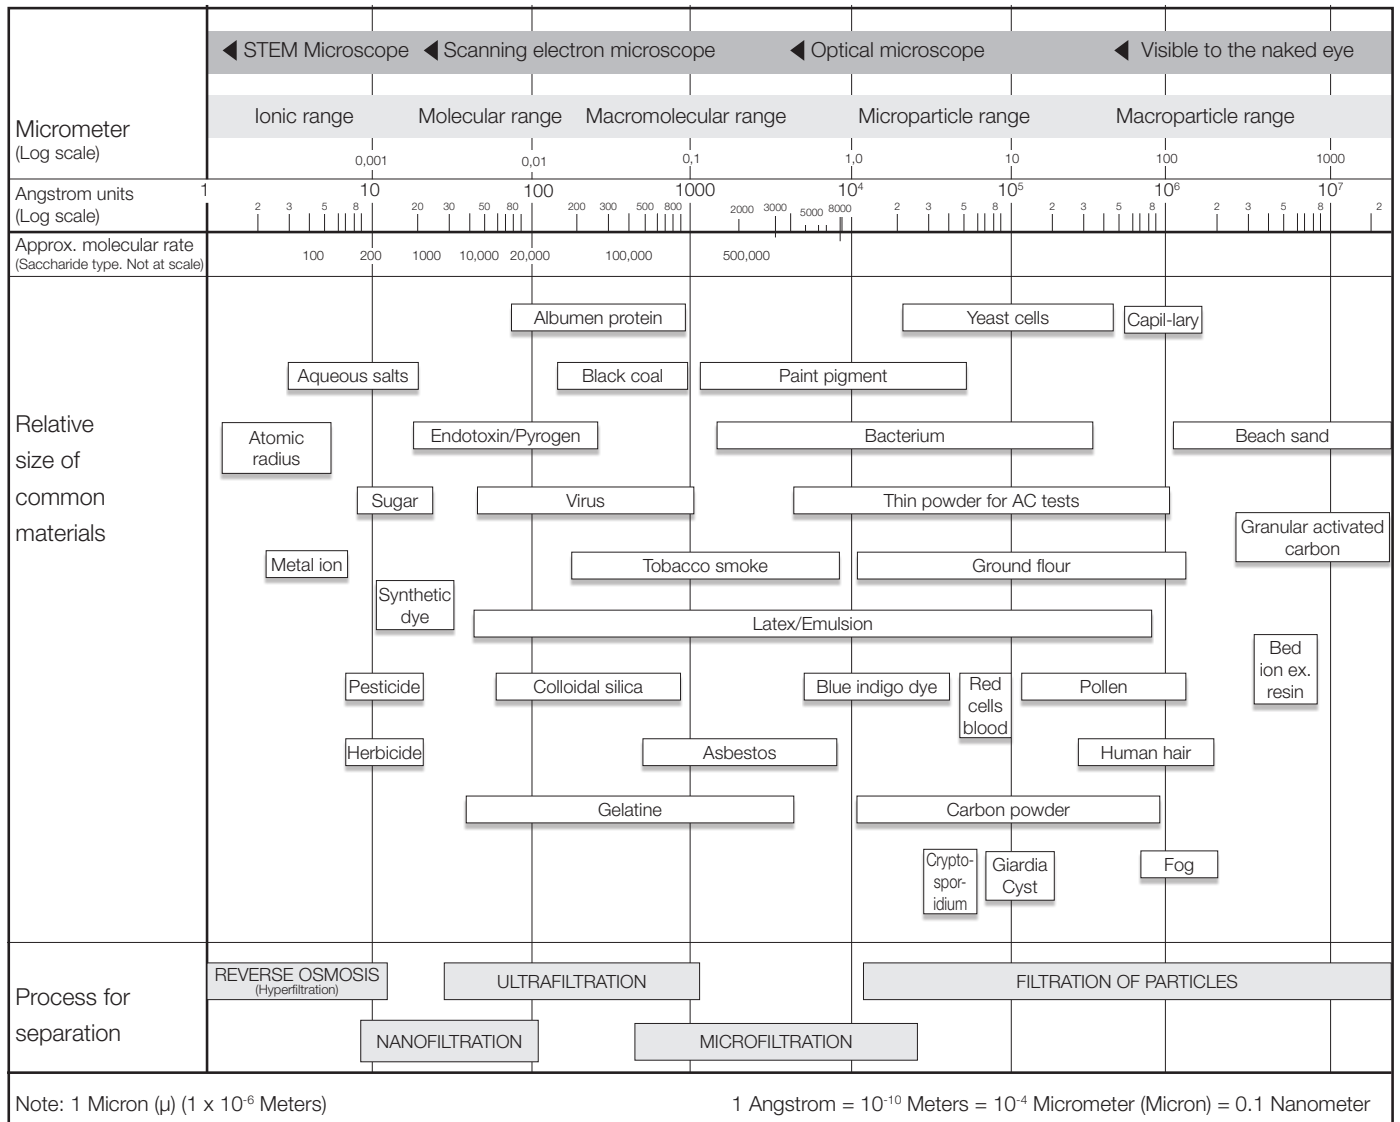 ◀ STEM Microscope ◀ Scanning electron microscope ◀ Optical microscope ◀ Visible to the naked eye
Ionic range Molecular range Macromolecular range Microparticle range Macroparticle range
Micrometer
(Log scale)
0,001 0,01 0,1 1,0 10 100 1000
Angstrom units
(Log scale)
1 10 100 1000 10⁴ 10⁵ 10⁶ 10⁷
2 3 5 8 20 30 50 80 200 300 500 800 2000 3000 5000 8000 2 3 5 8 2 3 5 8 2 3 5 8 2
Approx. molecular rate
(Saccharide type. Not at scale)
100 200 1000 10,000 20,000 100,000 500,000
Relative
size of
common
materials
Albumen protein Yeast cells Capil-lary
Aqueous salts Black coal Paint pigment
Atomic
radius
Endotoxin/Pyrogen Bacterium Beach sand
Sugar Virus Thin powder for AC tests
Granular activated
carbon
Metal ion Tobacco smoke Ground flour
Synthetic
dye
Latex/Emulsion
Bed
ion ex.
resin
Pesticide Colloidal silica Blue indigo dye
Red
cells
blood
Pollen
Herbicide Asbestos Human hair
Gelatine Carbon powder
Crypto-
spor-
idium
Giardia
Cyst
Fog
Process for
separation
REVERSE OSMOSIS
(Hyperfiltration)
ULTRAFILTRATION FILTRATION OF PARTICLES
NANOFILTRATION MICROFILTRATION
Note: 1 Micron (µ) (1 x 10⁻⁶ Meters) 1 Angstrom = 10⁻¹⁰ Meters = 10⁻⁴ Micrometer (Micron) = 0.1 Nanometer